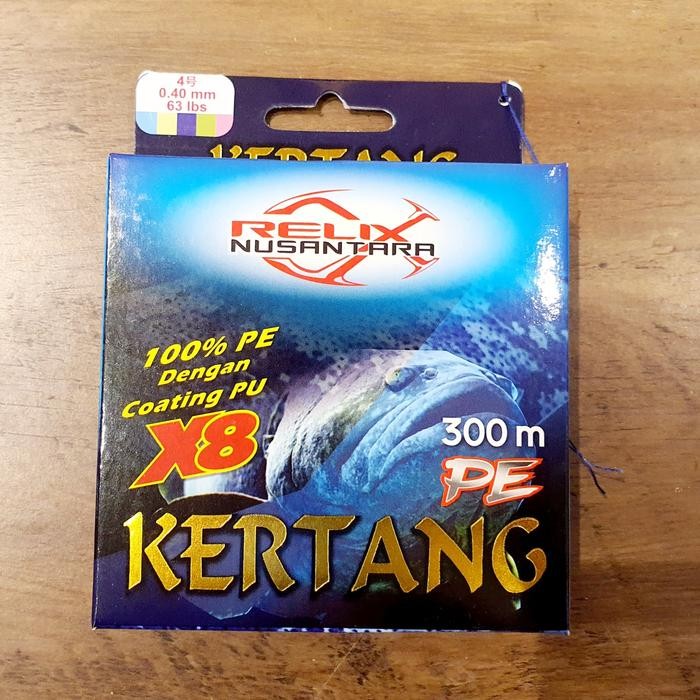 4号
0.40 mm
63 lbs
KERTANG
RELIX
NUSANTARA
100% PE
Dengan
Coating PU
X8
300 m
PE
KERTANG